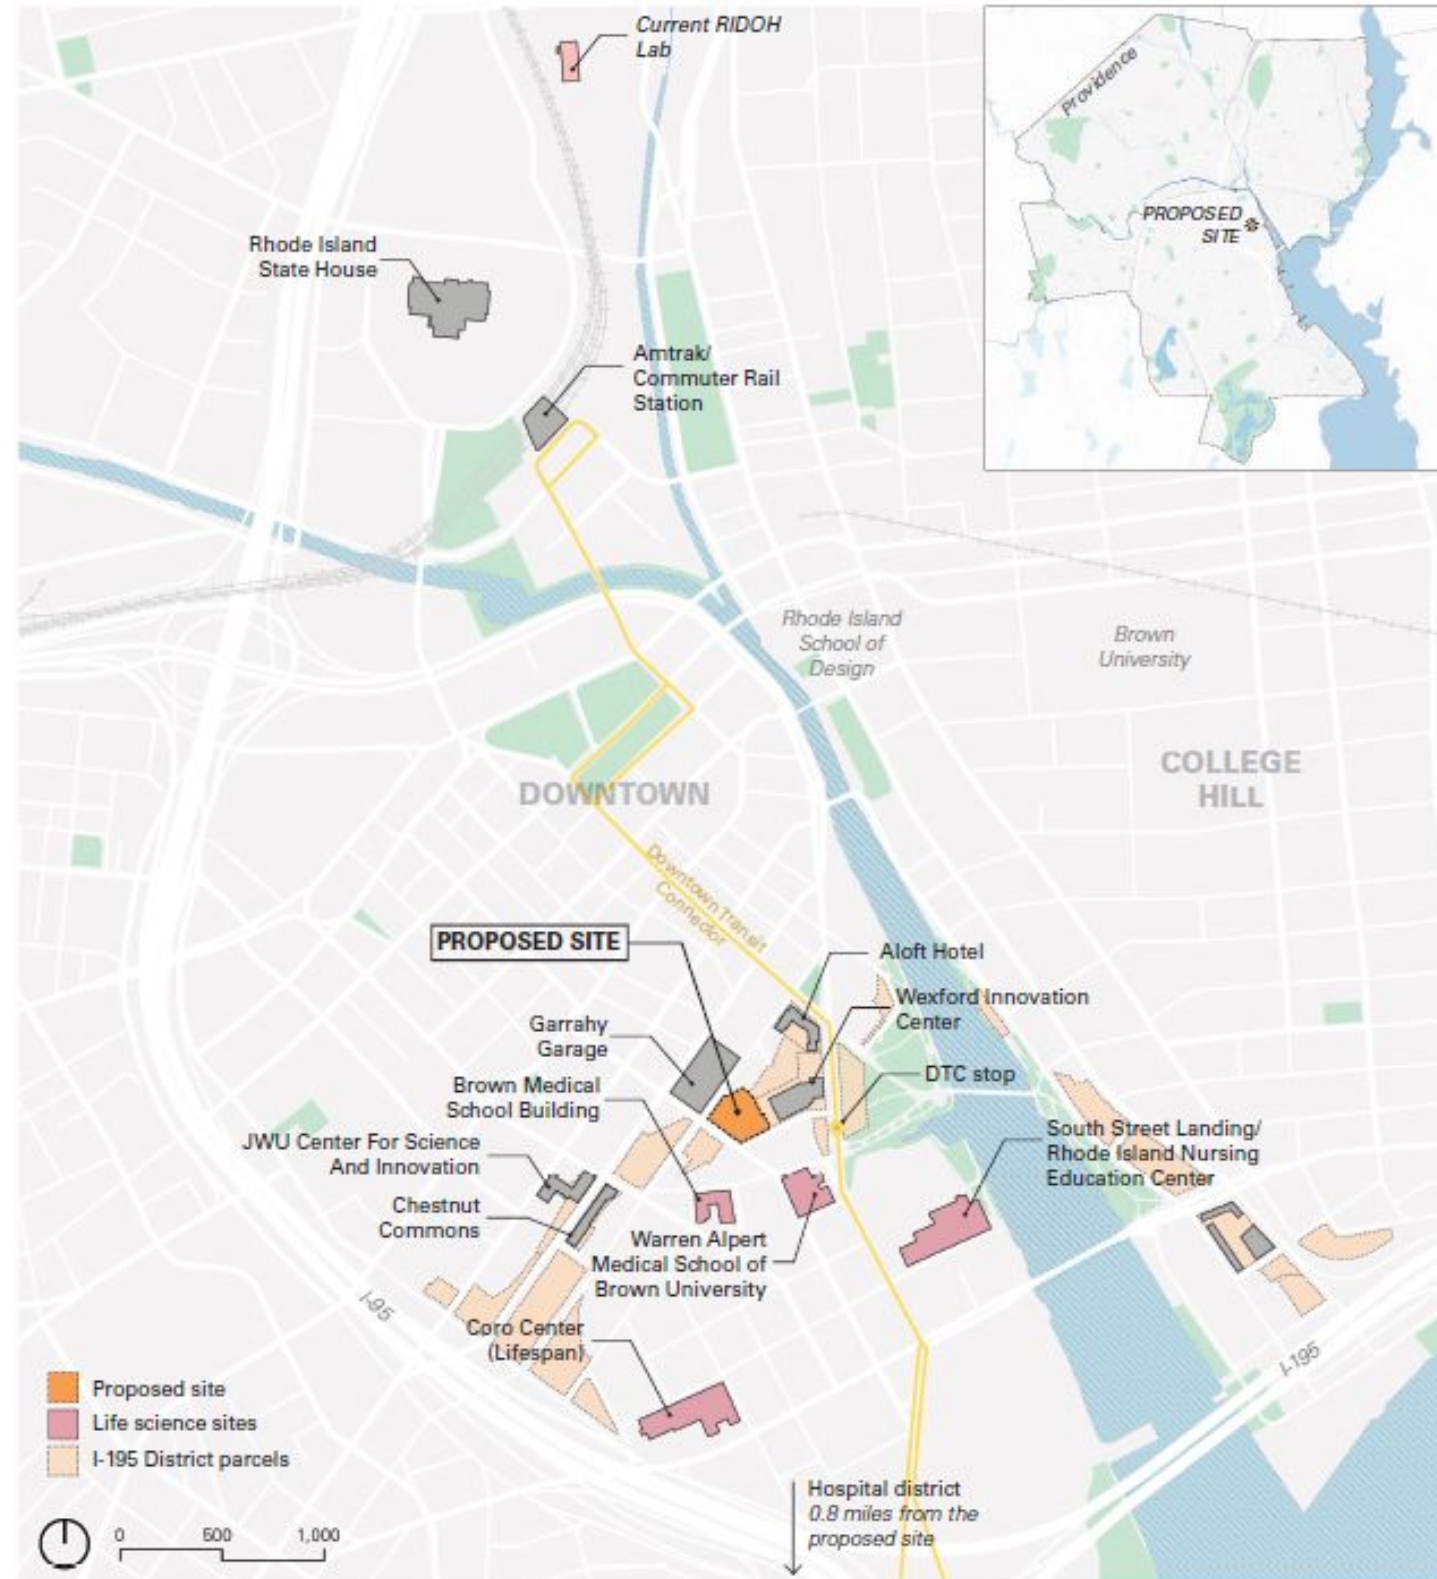 Current RIDOH
Lab
Providence
PROPOSED
SITE
Rhode Island
State House
Amtrak/
Commuter Rail
Station
Rhode Island
School of
Design
Brown
University
DOWNTOWN
COLLEGE
HILL
Downtown Transit
Connector
PROPOSED SITE
Aloft Hotel
Wexford Innovation
Center
Garrahy
Garage
DTC stop
Brown Medical
School Building
JWU Center For Science
And Innovation
South Street Landing/
Rhode Island Nursing
Education Center
Chestnut
Commons
Warren Alpert
Medical School of
Brown University
I-95
Coro Center
(Lifespan)
I-195
Proposed site
Life science sites
I-195 District parcels
Hospital district
0.8 miles from the
proposed site
0 500 1,000